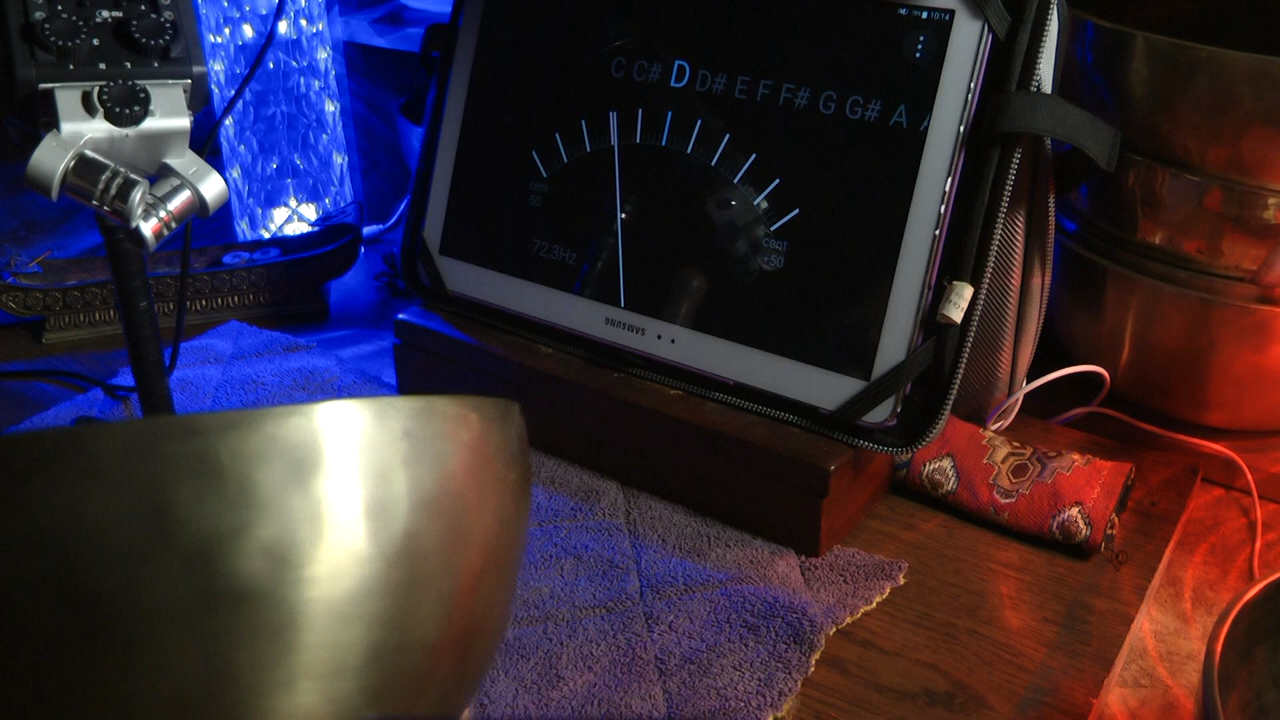 10:14
C C# D D# E F F# G G# A
cent
-50
cent
+50
72.3Hz
SAMSUNG